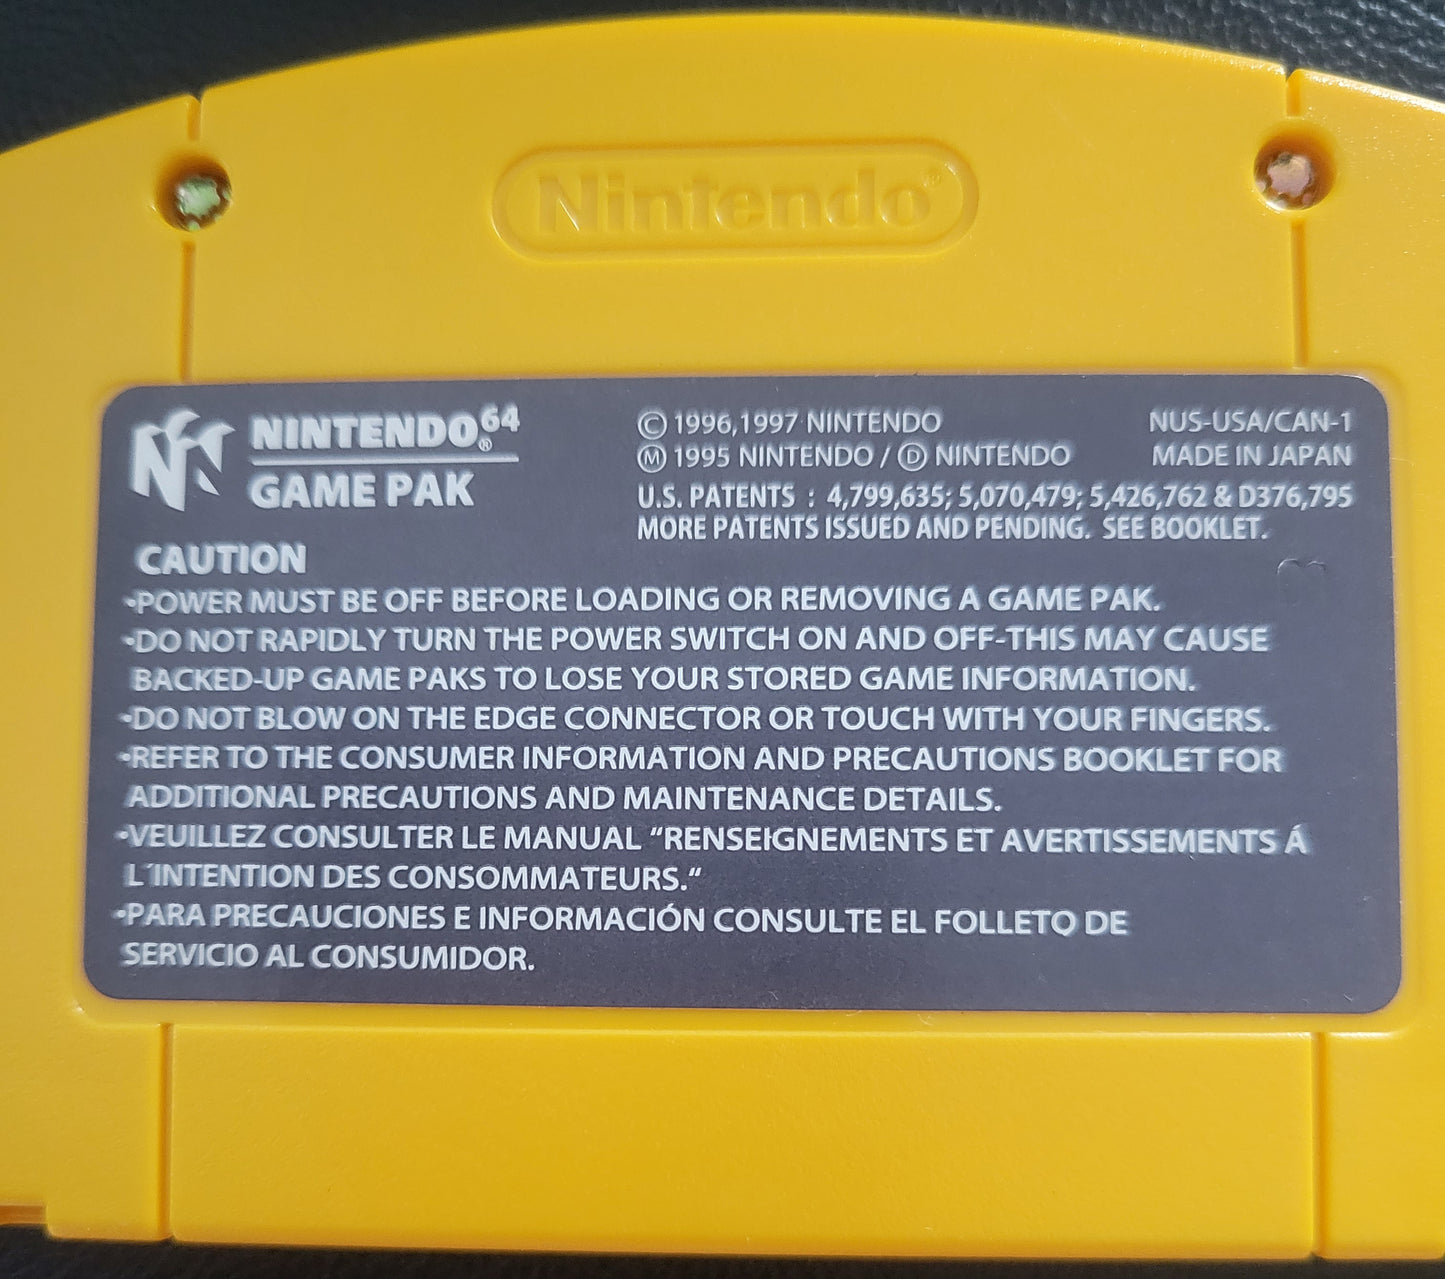 Nintendo®
NINTENDO®64
GAME PAK
© 1996,1997 NINTENDO
NUS-USA/CAN-1
Ⓜ 1995 NINTENDO / Ⓓ NINTENDO
MADE IN JAPAN
U.S. PATENTS : 4,799,635; 5,070,479; 5,426,762 & D376,795
MORE PATENTS ISSUED AND PENDING. SEE BOOKLET.
CAUTION
•POWER MUST BE OFF BEFORE LOADING OR REMOVING A GAME PAK.
•DO NOT RAPIDLY TURN THE POWER SWITCH ON AND OFF-THIS MAY CAUSE
BACKED-UP GAME PAKS TO LOSE YOUR STORED GAME INFORMATION.
•DO NOT BLOW ON THE EDGE CONNECTOR OR TOUCH WITH YOUR FINGERS.
•REFER TO THE CONSUMER INFORMATION AND PRECAUTIONS BOOKLET FOR
ADDITIONAL PRECAUTIONS AND MAINTENANCE DETAILS.
•VEUILLEZ CONSULTER LE MANUAL “RENSEIGNEMENTS ET AVERTISSEMENTS Á
L´INTENTION DES CONSOMMATEURS.“
•PARA PRECAUCIONES E INFORMACIÓN CONSULTE EL FOLLETO DE
SERVICIO AL CONSUMIDOR.